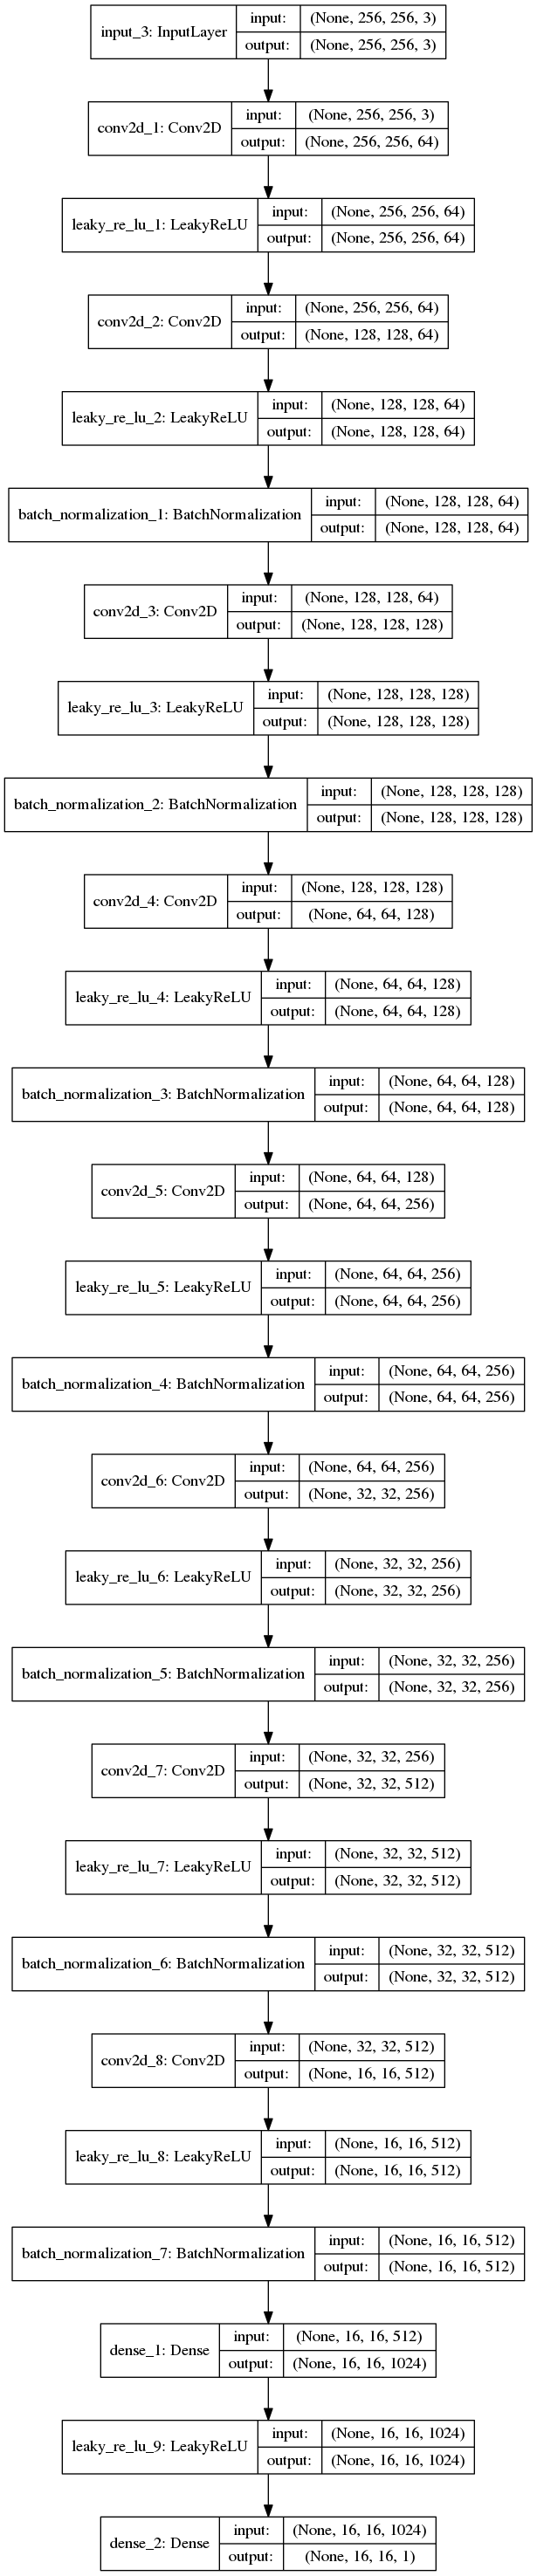 input_3: InputLayer
input: (None, 256, 256, 3)
output: (None, 256, 256, 3)
conv2d_1: Conv2D
input: (None, 256, 256, 3)
output: (None, 256, 256, 64)
leaky_re_lu_1: LeakyReLU
input: (None, 256, 256, 64)
output: (None, 256, 256, 64)
conv2d_2: Conv2D
input: (None, 256, 256, 64)
output: (None, 128, 128, 64)
leaky_re_lu_2: LeakyReLU
input: (None, 128, 128, 64)
output: (None, 128, 128, 64)
batch_normalization_1: BatchNormalization
input: (None, 128, 128, 64)
output: (None, 128, 128, 64)
conv2d_3: Conv2D
input: (None, 128, 128, 64)
output: (None, 128, 128, 128)
leaky_re_lu_3: LeakyReLU
input: (None, 128, 128, 128)
output: (None, 128, 128, 128)
batch_normalization_2: BatchNormalization
input: (None, 128, 128, 128)
output: (None, 128, 128, 128)
conv2d_4: Conv2D
input: (None, 128, 128, 128)
output: (None, 64, 64, 128)
leaky_re_lu_4: LeakyReLU
input: (None, 64, 64, 128)
output: (None, 64, 64, 128)
batch_normalization_3: BatchNormalization
input: (None, 64, 64, 128)
output: (None, 64, 64, 128)
conv2d_5: Conv2D
input: (None, 64, 64, 128)
output: (None, 64, 64, 256)
leaky_re_lu_5: LeakyReLU
input: (None, 64, 64, 256)
output: (None, 64, 64, 256)
batch_normalization_4: BatchNormalization
input: (None, 64, 64, 256)
output: (None, 64, 64, 256)
conv2d_6: Conv2D
input: (None, 64, 64, 256)
output: (None, 32, 32, 256)
leaky_re_lu_6: LeakyReLU
input: (None, 32, 32, 256)
output: (None, 32, 32, 256)
batch_normalization_5: BatchNormalization
input: (None, 32, 32, 256)
output: (None, 32, 32, 256)
conv2d_7: Conv2D
input: (None, 32, 32, 256)
output: (None, 32, 32, 512)
leaky_re_lu_7: LeakyReLU
input: (None, 32, 32, 512)
output: (None, 32, 32, 512)
batch_normalization_6: BatchNormalization
input: (None, 32, 32, 512)
output: (None, 32, 32, 512)
conv2d_8: Conv2D
input: (None, 32, 32, 512)
output: (None, 16, 16, 512)
leaky_re_lu_8: LeakyReLU
input: (None, 16, 16, 512)
output: (None, 16, 16, 512)
batch_normalization_7: BatchNormalization
input: (None, 16, 16, 512)
output: (None, 16, 16, 512)
dense_1: Dense
input: (None, 16, 16, 512)
output: (None, 16, 16, 1024)
leaky_re_lu_9: LeakyReLU
input: (None, 16, 16, 1024)
output: (None, 16, 16, 1024)
dense_2: Dense
input: (None, 16, 16, 1024)
output: (None, 16, 16, 1)